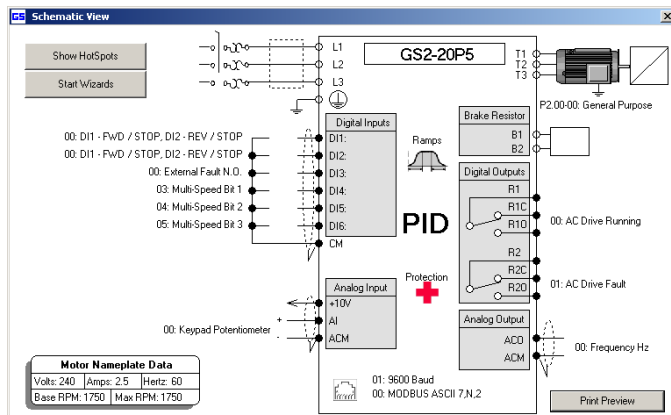 GS Schematic View
Show HotSpots
Start Wizards
L1
L2
L3
GS2-20P5
T1
T2
T3
P2.00-00: General Purpose
Digital Inputs
00: DI1 - FWD / STOP, DI2 - REV / STOP
DI1:
00: DI1 - FWD / STOP, DI2 - REV / STOP
DI2:
00: External Fault N.O.
DI3:
03: Multi-Speed Bit 1
DI4:
04: Multi-Speed Bit 2
DI5:
05: Multi-Speed Bit 3
DI6:
CM
Ramps
PID
Protection
Brake Resistor
B1
B2
Digital Outputs
R1
R1C
R1O
00: AC Drive Running
R2
R2C
R2O
01: AC Drive Fault
Analog Input
+10V
+
AI
00: Keypad Potentiometer
-
ACM
Analog Output
ACO
ACM
00: Frequency Hz
Motor Nameplate Data
Volts: 240 Amps: 2.5 Hertz: 60
Base RPM: 1750 Max RPM: 1750
01: 9600 Baud
00: MODBUS ASCII 7,N,2
Print Preview